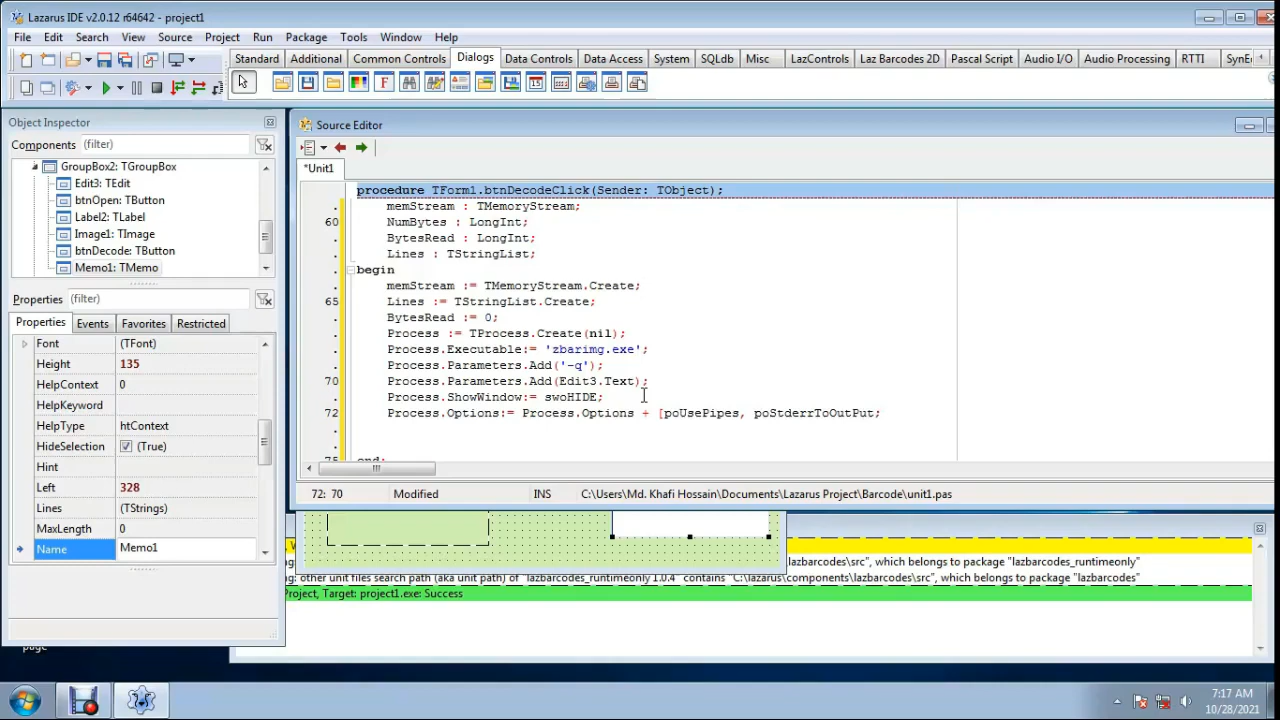 Lazarus IDE v2.0.12 r64642 - project1
File Edit Search View Source Project Run Package Tools Window Help
Standard Additional Common Controls Dialogs Data Controls Data Access System SQLdb Misc LazControls Laz Barcodes 2D Pascal Script Audio I/O Audio Processing RTTI SynE
Object Inspector
Components (filter)
GroupBox2: TGroupBox
Edit3: TEdit
btnOpen: TButton
Label2: TLabel
Image1: TImage
btnDecode: TButton
Memo1: TMemo
Properties (filter)
Properties Events Favorites Restricted
Font (TFont)
Height 135
HelpContext 0
HelpKeyword
HelpType htContext
HideSelection (True)
Hint
Left 328
Lines (TStrings)
MaxLength 0
Name Memo1
Source Editor
*Unit1
procedure TForm1.btnDecodeClick(Sender: TObject);
memStream : TMemoryStream;
60 NumBytes : LongInt;
BytesRead : LongInt;
Lines : TStringList;
begin
memStream := TMemoryStream.Create;
65 Lines := TStringList.Create;
BytesRead := 0;
Process := TProcess.Create(nil);
Process.Executable:= 'zbarimg.exe';
Process.Parameters.Add('-q');
70 Process.Parameters.Add(Edit3.Text);
Process.ShowWindow:= swoHIDE;
72 Process.Options:= Process.Options + [poUsePipes, poStderrToOutPut;
75 end;
72: 70 Modified INS C:\Users\Md. Khafi Hossain\Documents\Lazarus Project\Barcode\unit1.pas
lazbarcodes\src", which belongs to package "lazbarcodes_runtimeonly"
ng: other unit files search path (aka unit path) of "lazbarcodes_runtimeonly 1.0.4" contains "C:\lazarus\components\lazbarcodes\src", which belongs to package "lazbarcodes"
Project, Target: project1.exe: Success
page
7:17 AM
10/28/2021